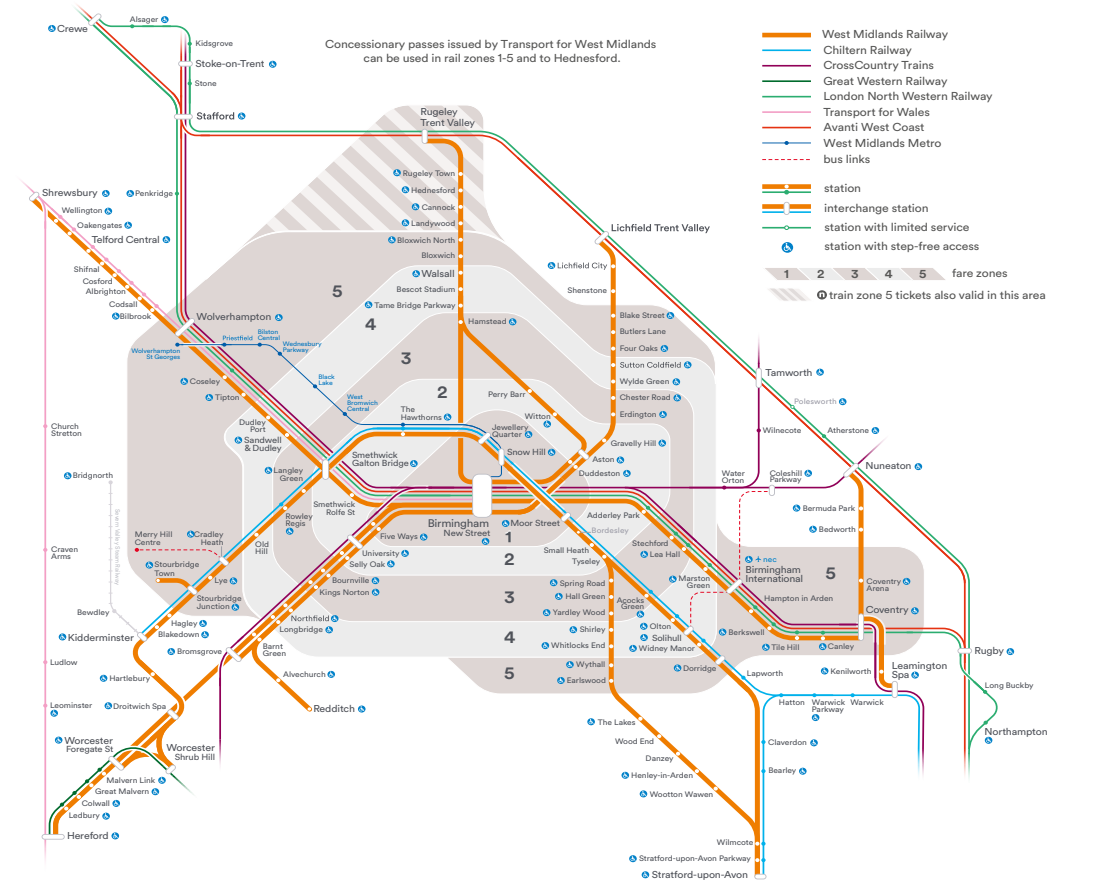 Concessionary passes issued by Transport for West Midlands
can be used in rail zones 1-5 and to Hednesford.
West Midlands Railway
Chiltern Railway
CrossCountry Trains
Great Western Railway
London North Western Railway
Transport for Wales
Avanti West Coast
West Midlands Metro
bus links
station
interchange station
station with limited service
station with step-free access
1 2 3 4 5 fare zones
train zone 5 tickets also valid in this area
Crewe
Alsager
Kidsgrove
Stoke-on-Trent
Stone
Stafford
Penkridge
Rugeley
Trent Valley
Rugeley Town
Hednesford
Cannock
Landywood
Bloxwich North
Bloxwich
Walsall
Bescot Stadium
Tame Bridge Parkway
Hamstead
Shrewsbury
Wellington
Oakengates
Telford Central
Shifnal
Cosford
Albrighton
Codsall
Bilbrook
Wolverhampton
Wolverhampton
St Georges
Priestfield
Bilston
Central
Wednesbury
Parkway
Black
Lake
West
Bromwich
Central
Coseley
Tipton
Dudley
Port
Sandwell
& Dudley
Langley
Green
The
Hawthorns
Smethwick
Galton Bridge
Smethwick
Rolfe St
Jewellery
Quarter
Snow Hill
Perry Barr
Witton
Aston
Duddeston
Gravelly Hill
Lichfield Trent Valley
Lichfield City
Shenstone
Blake Street
Butlers Lane
Four Oaks
Sutton Coldfield
Wylde Green
Chester Road
Erdington
Tamworth
Polesworth
Atherstone
Wilnecote
Nuneaton
Water
Orton
Coleshill
Parkway
Bermuda Park
Bedworth
Coventry
Arena
Coventry
Church
Stretton
Craven
Arms
Ludlow
Leominster
Bridgnorth
Severn Valley Steam Railway
Bewdley
Merry Hill
Centre
Cradley
Heath
Stourbridge
Town
Lye
Stourbridge
Junction
Old
Hill
Rowley
Regis
Hagley
Blakedown
Kidderminster
Hartlebury
Droitwich Spa
Bromsgrove
Worcester
Foregate St
Worcester
Shrub Hill
Malvern Link
Great Malvern
Colwall
Ledbury
Hereford
Birmingham
New Street
Moor Street
Bordesley
Adderley Park
Stechford
Lea Hall
Marston
Green
+ nec
Birmingham
International
Hampton in Arden
Berkswell
Tile Hill
Canley
Five Ways
University
Selly Oak
Bournville
Kings Norton
Northfield
Longbridge
Barnt
Green
Alvechurch
Redditch
Small Heath
Tyseley
Spring Road
Hall Green
Yardley Wood
Shirley
Whitlocks End
Wythall
Earlswood
Acocks
Green
Olton
Solihull
Widney Manor
Dorridge
Lapworth
Hatton
Warwick
Parkway
Warwick
Leamington
Spa
Kenilworth
Rugby
Long Buckby
Northampton
The Lakes
Wood End
Danzey
Henley-in-Arden
Wootton Wawen
Claverdon
Bearley
Wilmcote
Stratford-upon-Avon Parkway
Stratford-upon-Avon
5
4
3
2
1
2
3
4
5
5